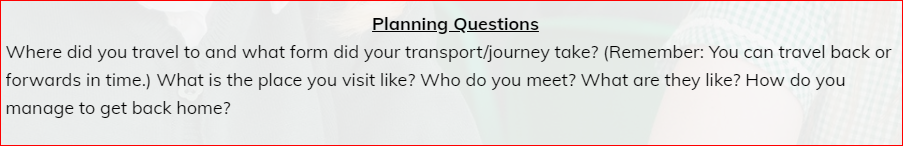 Planning Questions
Where did you travel to and what form did your transport/journey take? (Remember: You can travel back or
forwards in time.) What is the place you visit like? Who do you meet? What are they like? How do you
manage to get back home?